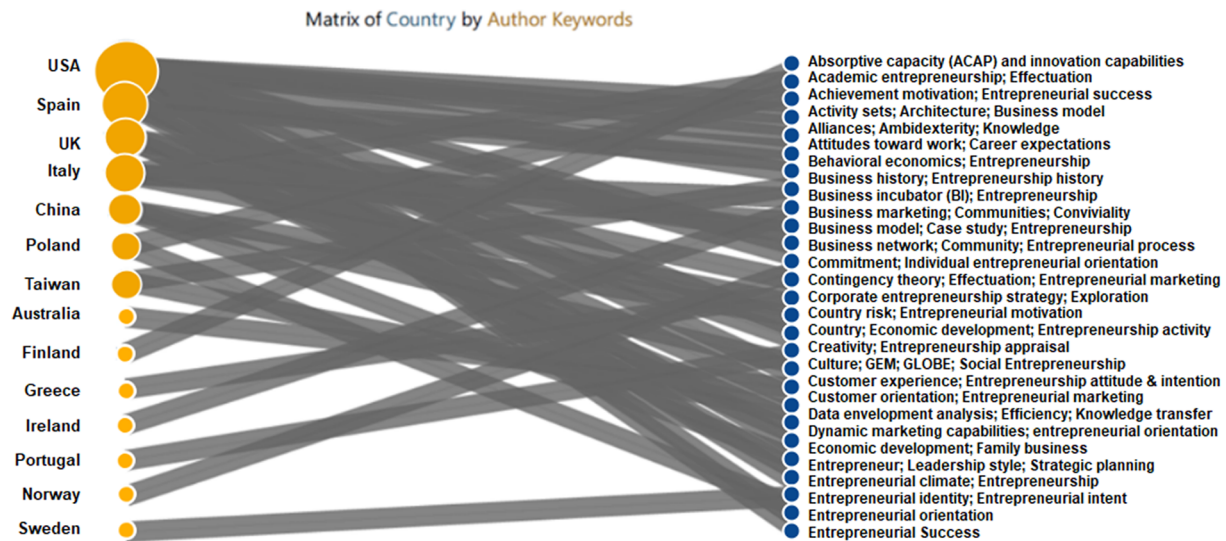 Matrix of Country by Author Keywords
USA
Spain
UK
Italy
China
Poland
Taiwan
Australia
Finland
Greece
Ireland
Portugal
Norway
Sweden
Absorptive capacity (ACAP) and innovation capabilities
Academic entrepreneurship; Effectuation
Achievement motivation; Entrepreneurial success
Activity sets; Architecture; Business model
Alliances; Ambidexterity; Knowledge
Attitudes toward work; Career expectations
Behavioral economics; Entrepreneurship
Business history; Entrepreneurship history
Business incubator (BI); Entrepreneurship
Business marketing; Communities; Conviviality
Business model; Case study; Entrepreneurship
Business network; Community; Entrepreneurial process
Commitment; Individual entrepreneurial orientation
Contingency theory; Effectuation; Entrepreneurial marketing
Corporate entrepreneurship strategy; Exploration
Country risk; Entrepreneurial motivation
Country; Economic development; Entrepreneurship activity
Creativity; Entrepreneurship appraisal
Culture; GEM; GLOBE; Social Entrepreneurship
Customer experience; Entrepreneurship attitude & intention
Customer orientation; Entrepreneurial marketing
Data envelopment analysis; Efficiency; Knowledge transfer
Dynamic marketing capabilities; entrepreneurial orientation
Economic development; Family business
Entrepreneur; Leadership style; Strategic planning
Entrepreneurial climate; Entrepreneurship
Entrepreneurial identity; Entrepreneurial intent
Entrepreneurial orientation
Entrepreneurial Success